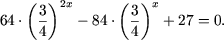 64 · (3/4)^{2x} − 84 · (3/4)^x + 27 = 0.